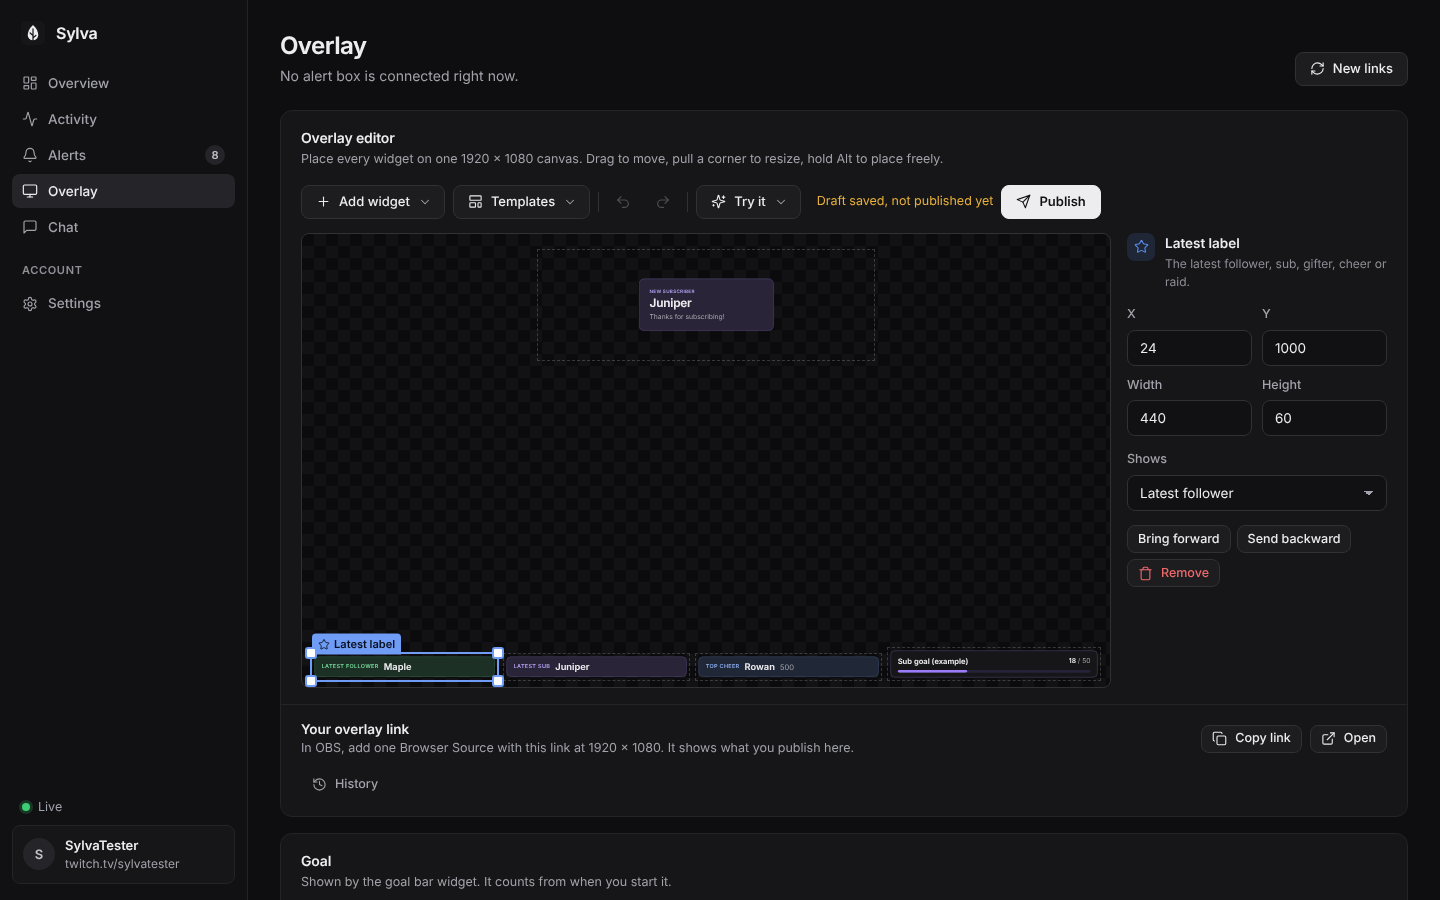 Sylva
Overview
Activity
Alerts
8
Overlay
Chat
ACCOUNT
Settings
Live
S
SylvaTester
twitch.tv/sylvatester
Overlay
No alert box is connected right now.
New links
Overlay editor
Place every widget on one 1920 × 1080 canvas. Drag to move, pull a corner to resize, hold Alt to place freely.
Add widget
Templates
Try it
Draft saved, not published yet
Publish
NEW SUBSCRIBER
Juniper
Thanks for subscribing!
Latest label
LATEST FOLLOWER Maple
LATEST SUB Juniper
TOP CHEER Rowan 500
Sub goal (example) 18 / 50
Latest label
The latest follower, sub, gifter, cheer or
raid.
X
Y
24
1000
Width
Height
440
60
Shows
Latest follower
Bring forward
Send backward
Remove
Your overlay link
In OBS, add one Browser Source with this link at 1920 × 1080. It shows what you publish here.
Copy link
Open
History
Goal
Shown by the goal bar widget. It counts from when you start it.